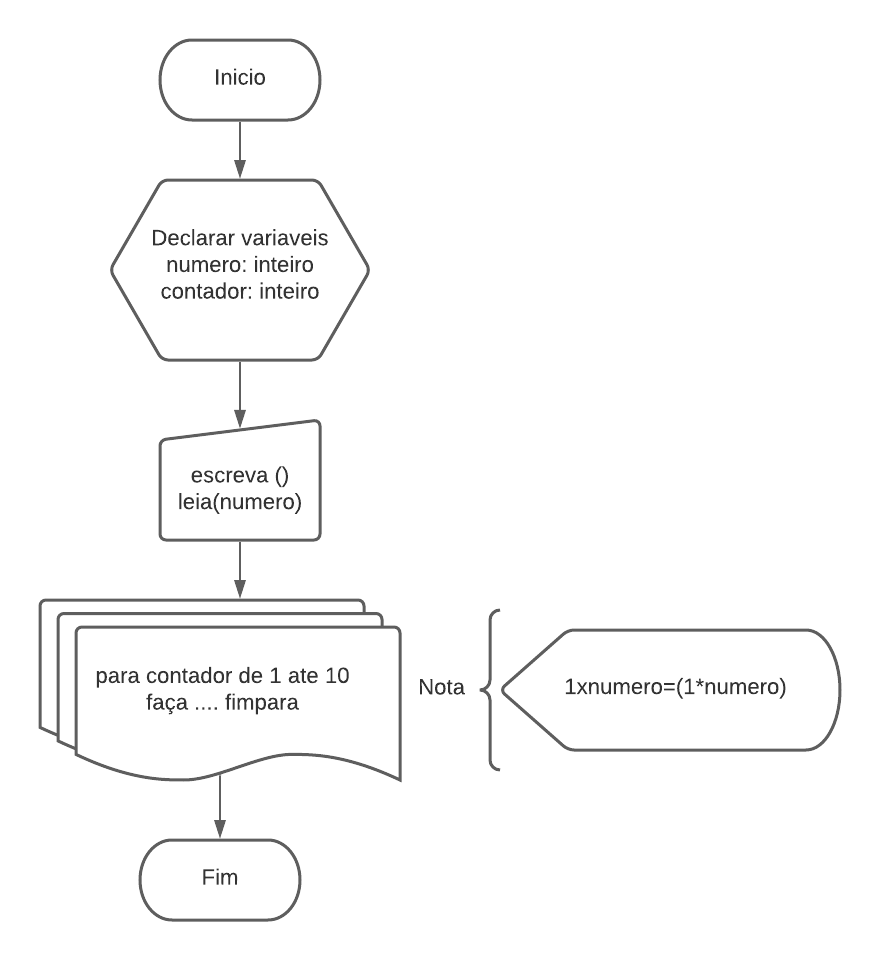 Inicio
Declarar variaveis
numero: inteiro
contador: inteiro
escreva ()
leia(numero)
para contador de 1 ate 10
faça .... fimpara
Nota
1xnumero=(1*numero)
Fim